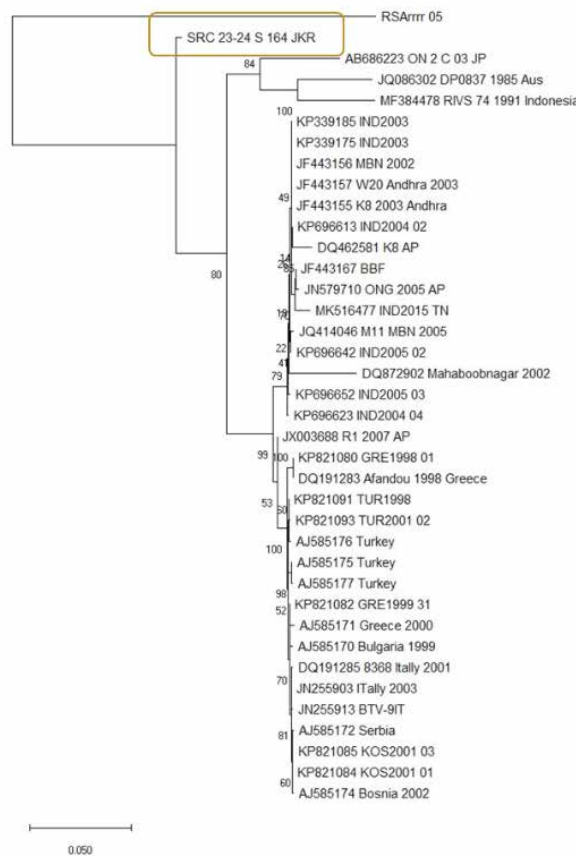 RSArrrr 05
SRC 23-24 S 164 JKR
84
AB686223 ON 2 C 03 JP
JQ086302 DP0837 1985 Aus
MF384478 RIVS 74 1991 Indonesia
100
KP339185 IND2003
KP339175 IND2003
JF443156 MBN 2002
JF443157 W20 Andhra 2003
49
JF443155 K8 2003 Andhra
KP696613 IND2004 02
DQ462581 K8 AP
14
JF443167 BBF
80
JN579710 ONG 2005 AP
MK516477 IND2015 TN
JQ414046 M11 MBN 2005
22
KP696642 IND2005 02
41
DQ872902 Mahaboobnagar 2002
79
KP696652 IND2005 03
KP696623 IND2004 04
JX003688 R1 2007 AP
99
100
KP821080 GRE1998 01
DQ191283 Afandou 1998 Greece
53
KP821091 TUR1998
KP821093 TUR2001 02
AJ585176 Turkey
100
AJ585175 Turkey
AJ585177 Turkey
98
KP821082 GRE1999 31
52
AJ585171 Greece 2000
AJ585170 Bulgaria 1999
DQ191285 8368 Itally 2001
70
JN255903 ITally 2003
JN255913 BTV-9IT
AJ585172 Serbia
81
KP821085 KOS2001 03
KP821084 KOS2001 01
60
AJ585174 Bosnia 2002
0.050